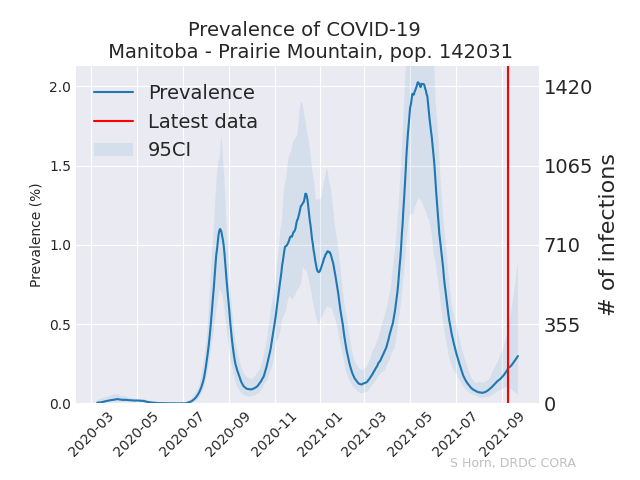 Prevalence of COVID-19
Manitoba - Prairie Mountain, pop. 142031
Prevalence
Latest data
95CI
Prevalence (%)
2.0
1.5
1.0
0.5
0.0
1420
1065
710
355
0
# of infections
2020-03
2020-05
2020-07
2020-09
2020-11
2021-01
2021-03
2021-05
2021-07
2021-09
S Horn, DRDC CORA